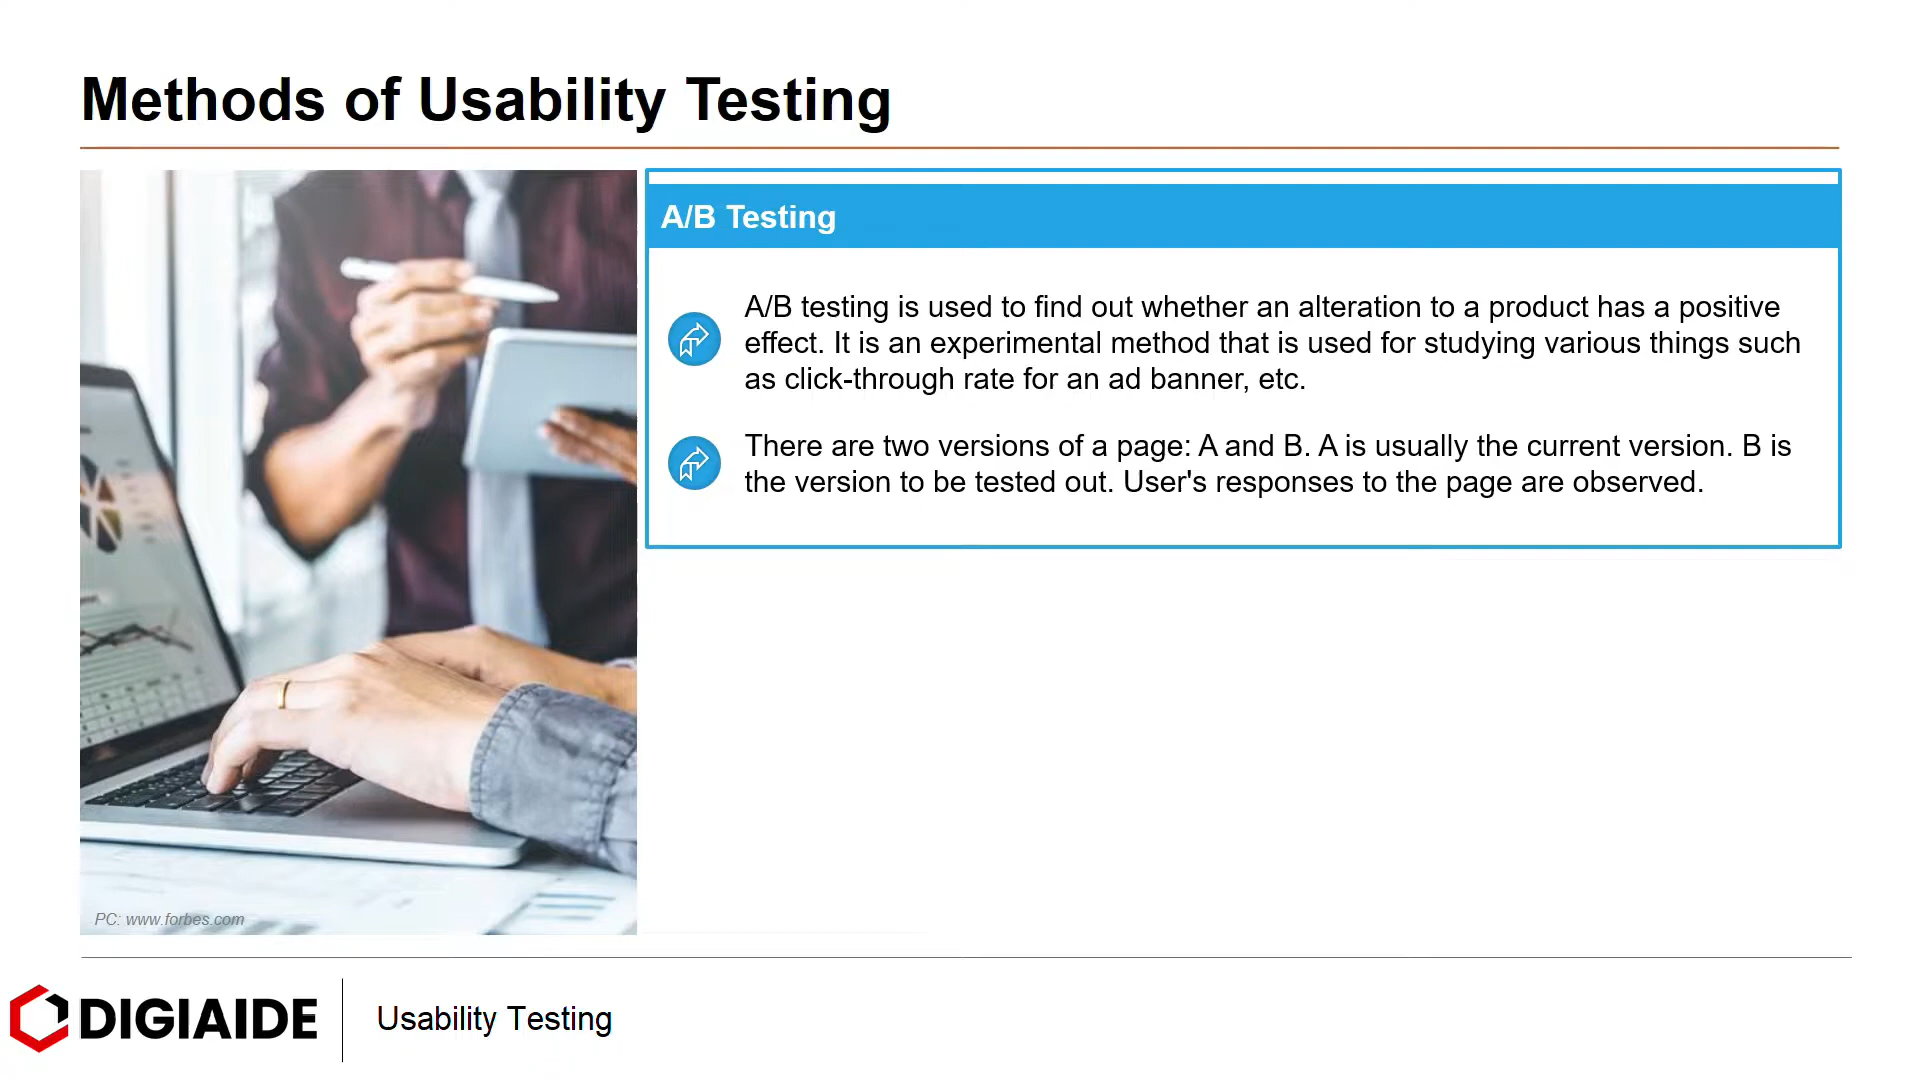 Methods of Usability Testing
A/B Testing
A/B testing is used to find out whether an alteration to a product has a positive
effect. It is an experimental method that is used for studying various things such
as click-through rate for an ad banner, etc.
There are two versions of a page: A and B. A is usually the current version. B is
the version to be tested out. User's responses to the page are observed.
PC: www.forbes.com
DIGIAIDE
Usability Testing